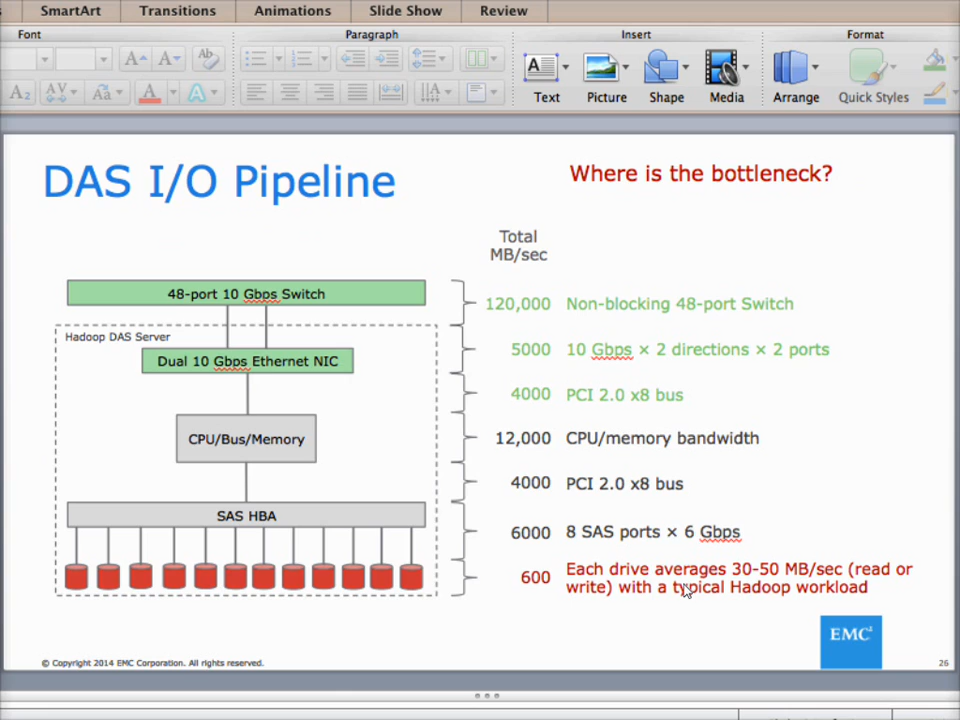 SmartArt Transitions Animations Slide Show Review
Font Paragraph Insert Format
Text Picture Shape Media Arrange Quick Styles
DAS I/O Pipeline
Where is the bottleneck?
Total
MB/sec
48-port 10 Gbps Switch
120,000 Non-blocking 48-port Switch
Hadoop DAS Server
Dual 10 Gbps Ethernet NIC
5000 10 Gbps × 2 directions × 2 ports
4000 PCI 2.0 x8 bus
CPU/Bus/Memory
12,000 CPU/memory bandwidth
4000 PCI 2.0 x8 bus
SAS HBA
6000 8 SAS ports × 6 Gbps
600 Each drive averages 30-50 MB/sec (read or
write) with a typical Hadoop workload
EMC²
© Copyright 2014 EMC Corporation. All rights reserved.
26